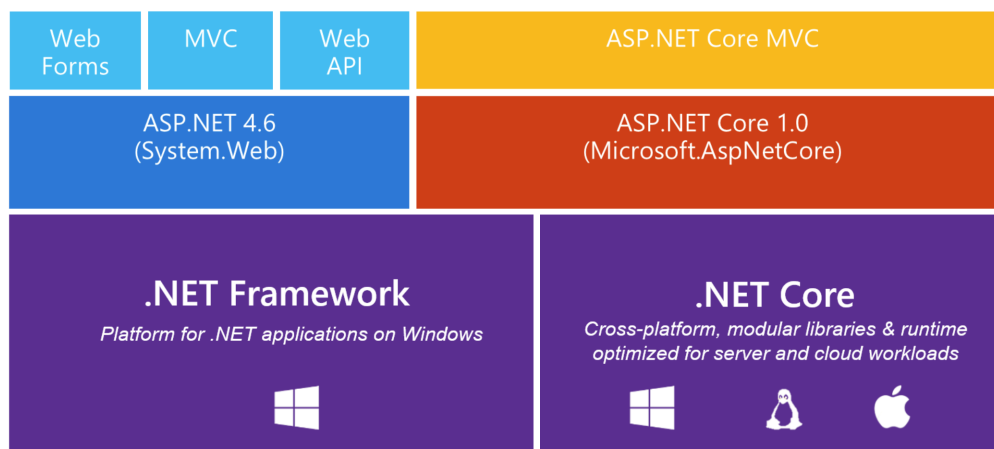 Web
Forms
MVC
Web
API
ASP.NET Core MVC
ASP.NET 4.6
(System.Web)
ASP.NET Core 1.0
(Microsoft.AspNetCore)
.NET Framework
Platform for .NET applications on Windows
.NET Core
Cross-platform, modular libraries & runtime
optimized for server and cloud workloads